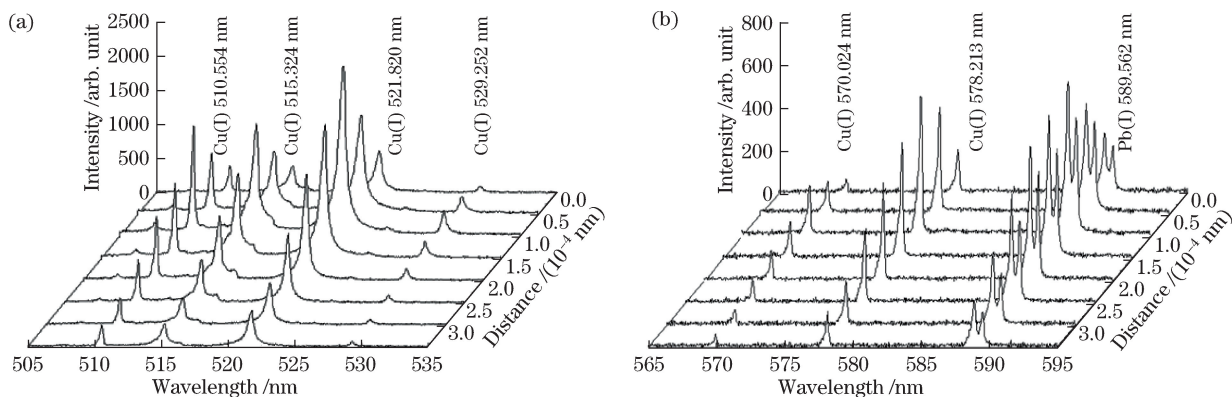 (a)
Intensity /arb. unit
2500
2000
1500
1000
500
0
Cu(I) 510.554 nm
Cu(I) 515.324 nm
Cu(I) 521.820 nm
Cu(I) 529.252 nm
0.0
0.5
1.0
1.5
2.0
2.5
3.0
Distance /(10⁻⁴ nm)
505 510 515 520 525 530 535
Wavelength /nm
(b)
Intensity /arb. unit
800
600
400
200
0
Cu(I) 570.024 nm
Cu(I) 578.213 nm
Pb(I) 589.562 nm
0.0
0.5
1.0
1.5
2.0
2.5
3.0
Distance /(10⁻⁴ nm)
565 570 575 580 585 590 595
Wavelength /nm